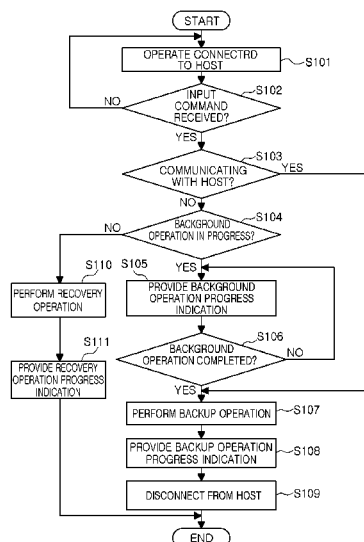 START
OPERATE CONNECTRD
TO HOST
S101
INPUT
COMMAND
RECEIVED?
S102
NO
YES
S103
COMMUNICATING
WITH HOST?
YES
NO
S104
BACKGROUND
OPERATION IN PROGRESS?
NO
YES
S105
PROVIDE BACKGROUND
OPERATION PROGRESS
INDICATION
S110
PERFORM RECOVERY
OPERATION
S106
BACKGROUND
OPERATION COMPLETED?
NO
YES
S111
PROVIDE RECOVERY
OPERATION PROGRESS
INDICATION
PERFORM BACKUP OPERATION
S107
PROVIDE BACKUP OPERATION
PROGRESS INDICATION
S108
DISCONNECT FROM HOST
S109
END